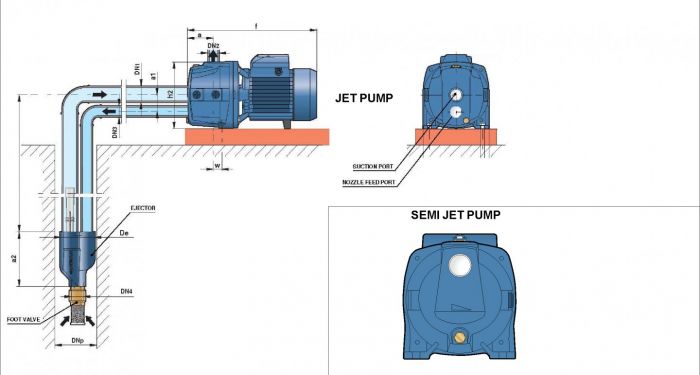 f
a
DN2
DN1
a1
h2
DN3
JET PUMP
w
SUCTION PORT
NOZZLE FEED PORT
EJECTOR
De
SEMI JET PUMP
a2
DN4
FOOT VALVE
DNp